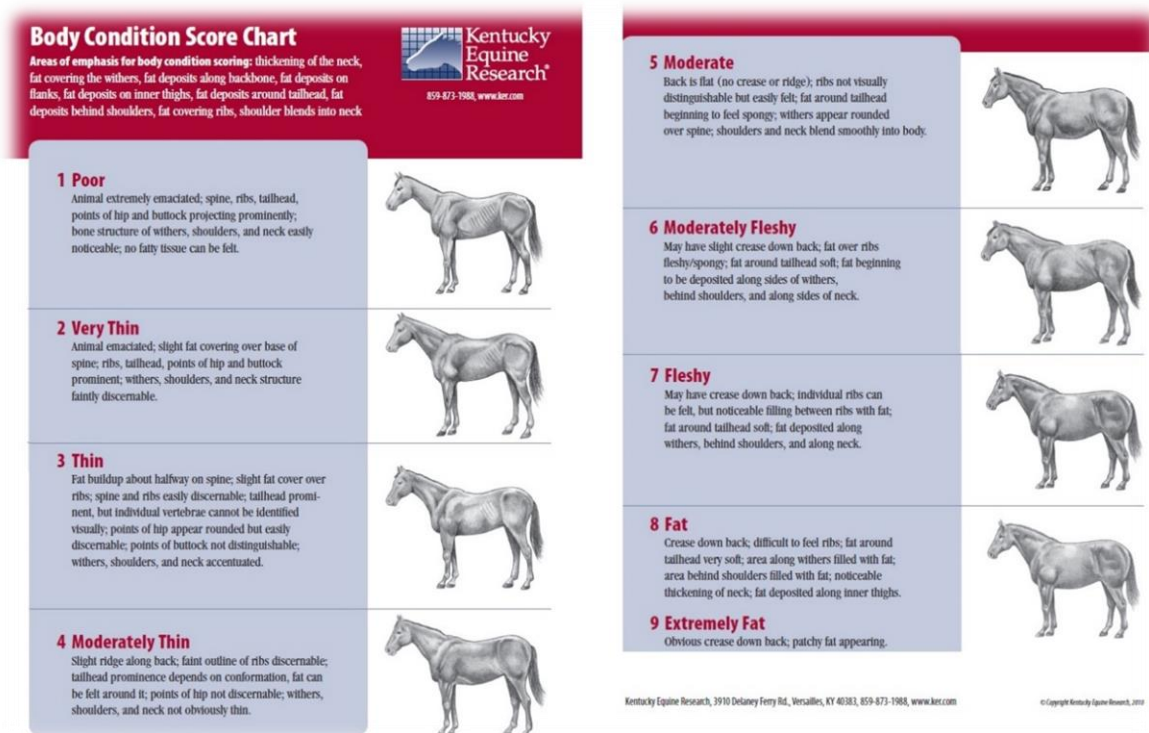 Body Condition Score Chart
Areas of emphasis for body condition scoring: thickening of the neck,
fat covering the withers, fat deposits along backbone, fat deposits on
flanks, fat deposits on inner thighs, fat deposits around tailhead, fat
deposits behind shoulders, fat covering ribs, shoulder blends into neck
Kentucky
Equine
Research®
859-873-1988, www.ker.com
1 Poor
Animal extremely emaciated; spine, ribs, tailhead,
points of hip and buttock projecting prominently;
bone structure of withers, shoulders, and neck easily
noticeable; no fatty tissue can be felt.
2 Very Thin
Animal emaciated; slight fat covering over base of
spine; ribs, tailhead, points of hip and buttock
prominent; withers, shoulders, and neck structure
faintly discernable.
3 Thin
Fat buildup about halfway on spine; slight fat cover over
ribs; spine and ribs easily discernable; tailhead promi-
nent, but individual vertebrae cannot be identified
visually; points of hip appear rounded but easily
discernable; points of buttock not distinguishable;
withers, shoulders, and neck accentuated.
4 Moderately Thin
Slight ridge along back; faint outline of ribs discernable;
tailhead prominence depends on conformation, fat can
be felt around it; points of hip not discernable; withers,
shoulders, and neck not obviously thin.
5 Moderate
Back is flat (no crease or ridge); ribs not visually
distinguishable but easily felt; fat around tailhead
beginning to feel spongy; withers appear rounded
over spine; shoulders and neck blend smoothly into body.
6 Moderately Fleshy
May have slight crease down back; fat over ribs
fleshy/spongy; fat around tailhead soft; fat beginning
to be deposited along sides of withers,
behind shoulders, and along sides of neck.
7 Fleshy
May have crease down back; individual ribs can
be felt, but noticeable filling between ribs with fat;
fat around tailhead soft; fat deposited along
withers, behind shoulders, and along neck.
8 Fat
Crease down back; difficult to feel ribs; fat around
tailhead very soft; area along withers filled with fat;
area behind shoulders filled with fat; noticeable
thickening of neck; fat deposited along inner thighs.
9 Extremely Fat
Obvious crease down back; patchy fat appearing.
Kentucky Equine Research, 3910 Delaney Ferry Rd., Versailles, KY 40383, 859-873-1988, www.ker.com
© Copyright Kentucky Equine Research, 2010